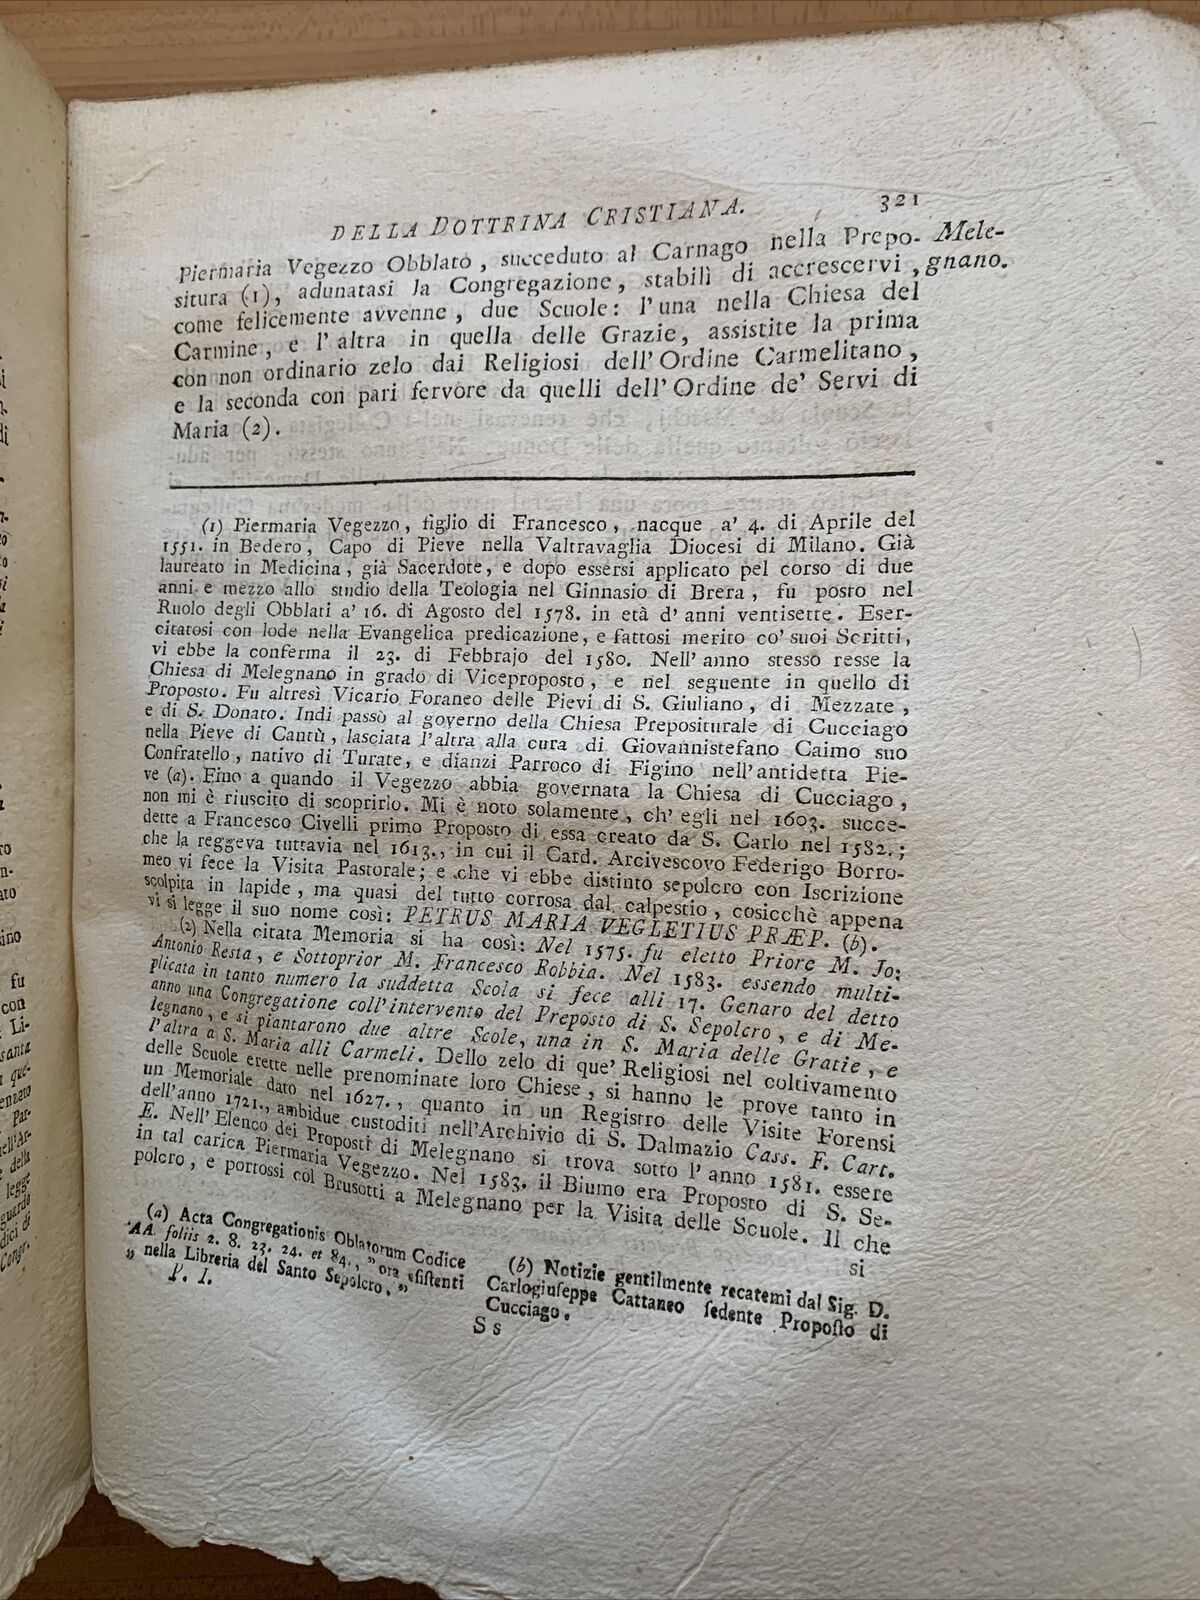 DELLA DOTTRINA CRISTIANA. 321
Piermaria Vegezzo Obblato, succeduto al Carnago nella Prepo- Mele-
situra (1), adunatasi la Congregazione, stabilì di accrescervi, gnano.
come felicemente avvenne, due Scuole: l'una nella Chiesa del
Carmine, e l'altra in quella delle Grazie, assistite la prima
con non ordinario zelo dai Religiosi dell'Ordine Carmelitano,
e la seconda con pari fervore da quelli dell'Ordine de' Servi di
Maria (2).
(1) Piermaria Vegezzo, figlio di Francesco, nacque a' 4. di Aprile del
1551. in Bedero, Capo di Pieve nella Valtravaglia Diocesi di Milano. Già
laureato in Medicina, già Sacerdote, e dopo essersi applicato pel corso di due
anni e mezzo allo studio della Teologia nel Ginnasio di Brera, fu posto nel
Ruolo degli Obblati a' 16. di Agosto del 1578. in età d'anni ventisette. Eser-
citatosi con lode nella Evangelica predicazione, e fattosi merito co' suoi Scritti,
vi ebbe la conferma il 23. di Febbrajo del 1580. Nell'anno stesso resse la
Chiesa di Melegnano in grado di Viceproposto, e nel seguente in quello di
Proposto. Fu altresì Vicario Foraneo delle Pievi di S. Giuliano, di Mezzate,
e di S. Donato. Indi passò al governo della Chiesa Prepositurale di Cucciago
nella Pieve di Cantù, lasciata l'altra alla cura di Giovannistefano Caimo suo
Confratello, nativo di Turate, e dianzi Parroco di Figino nell'antidetta Pie-
ve (a). Fino a quando il Vegezzo abbia governata la Chiesa di Cucciago,
non mi è riuscito di scoprirlo. Mi è noto solamente, ch'egli nel 1603. succe-
dette a Francesco Civelli primo Proposto di essa creato da S. Carlo nel 1582.;
che la reggeva tuttavia nel 1613., in cui il Card. Arcivescovo Federigo Borro-
meo vi fece la Visita Pastorale; e che vi ebbe distinto sepolcro con Iscrizione
scolpita in lapide, ma quasi del tutto corrosa dal calpestio, cosicchè appena
vi si legge il suo nome così: PETRUS MARIA VEGLETIUS PRÆP. (b).
(2) Nella citata Memoria si ha così: Nel 1575. fu eletto Priore M. Jo:
Antonio Resta, e Sottoprior M. Francesco Robbia. Nel 1583. essendo multi-
plicata in tanto numero la suddetta Scola si fece alli 17. Genaro del detto
anno una Congregatione coll'intervento del Preposto di S. Sepolcro, e di Me-
legnano, e si piantarono due altre Scole, una in S. Maria delle Gratie, e
l'altra a S. Maria alli Carmeli. Dello zelo di que' Religiosi nel coltivamento
delle Scuole erette nelle prenominate loro Chiese, si hanno le prove tanto in
un Memoriale dato nel 1627., quanto in un Registro delle Visite Forensi
dell'anno 1721., ambidue custoditi nell'Archivio di S. Dalmazio Cass. F. Cart.
E. Nell'Elenco dei Proposti di Melegnano si trova sotto l'anno 1581. essere
in tal carica Piermaria Vegezzo. Nel 1583. il Biumo era Proposto di S. Se-
polcro, e portossi col Brusotti a Melegnano per la Visita delle Scuole. Il che
si
(a) Acta Congregationis Oblatorum Codice
AA. foliis 2. 8. 23. 24. et 84., " ora esistenti
" nella Libreria del Santo Sepolcro. "
P. I.
(b) Notizie gentilmente recatemi dal Sig. D.
Carlogiuseppe Cattaneo sedente Proposto di
Cucciago.
S s